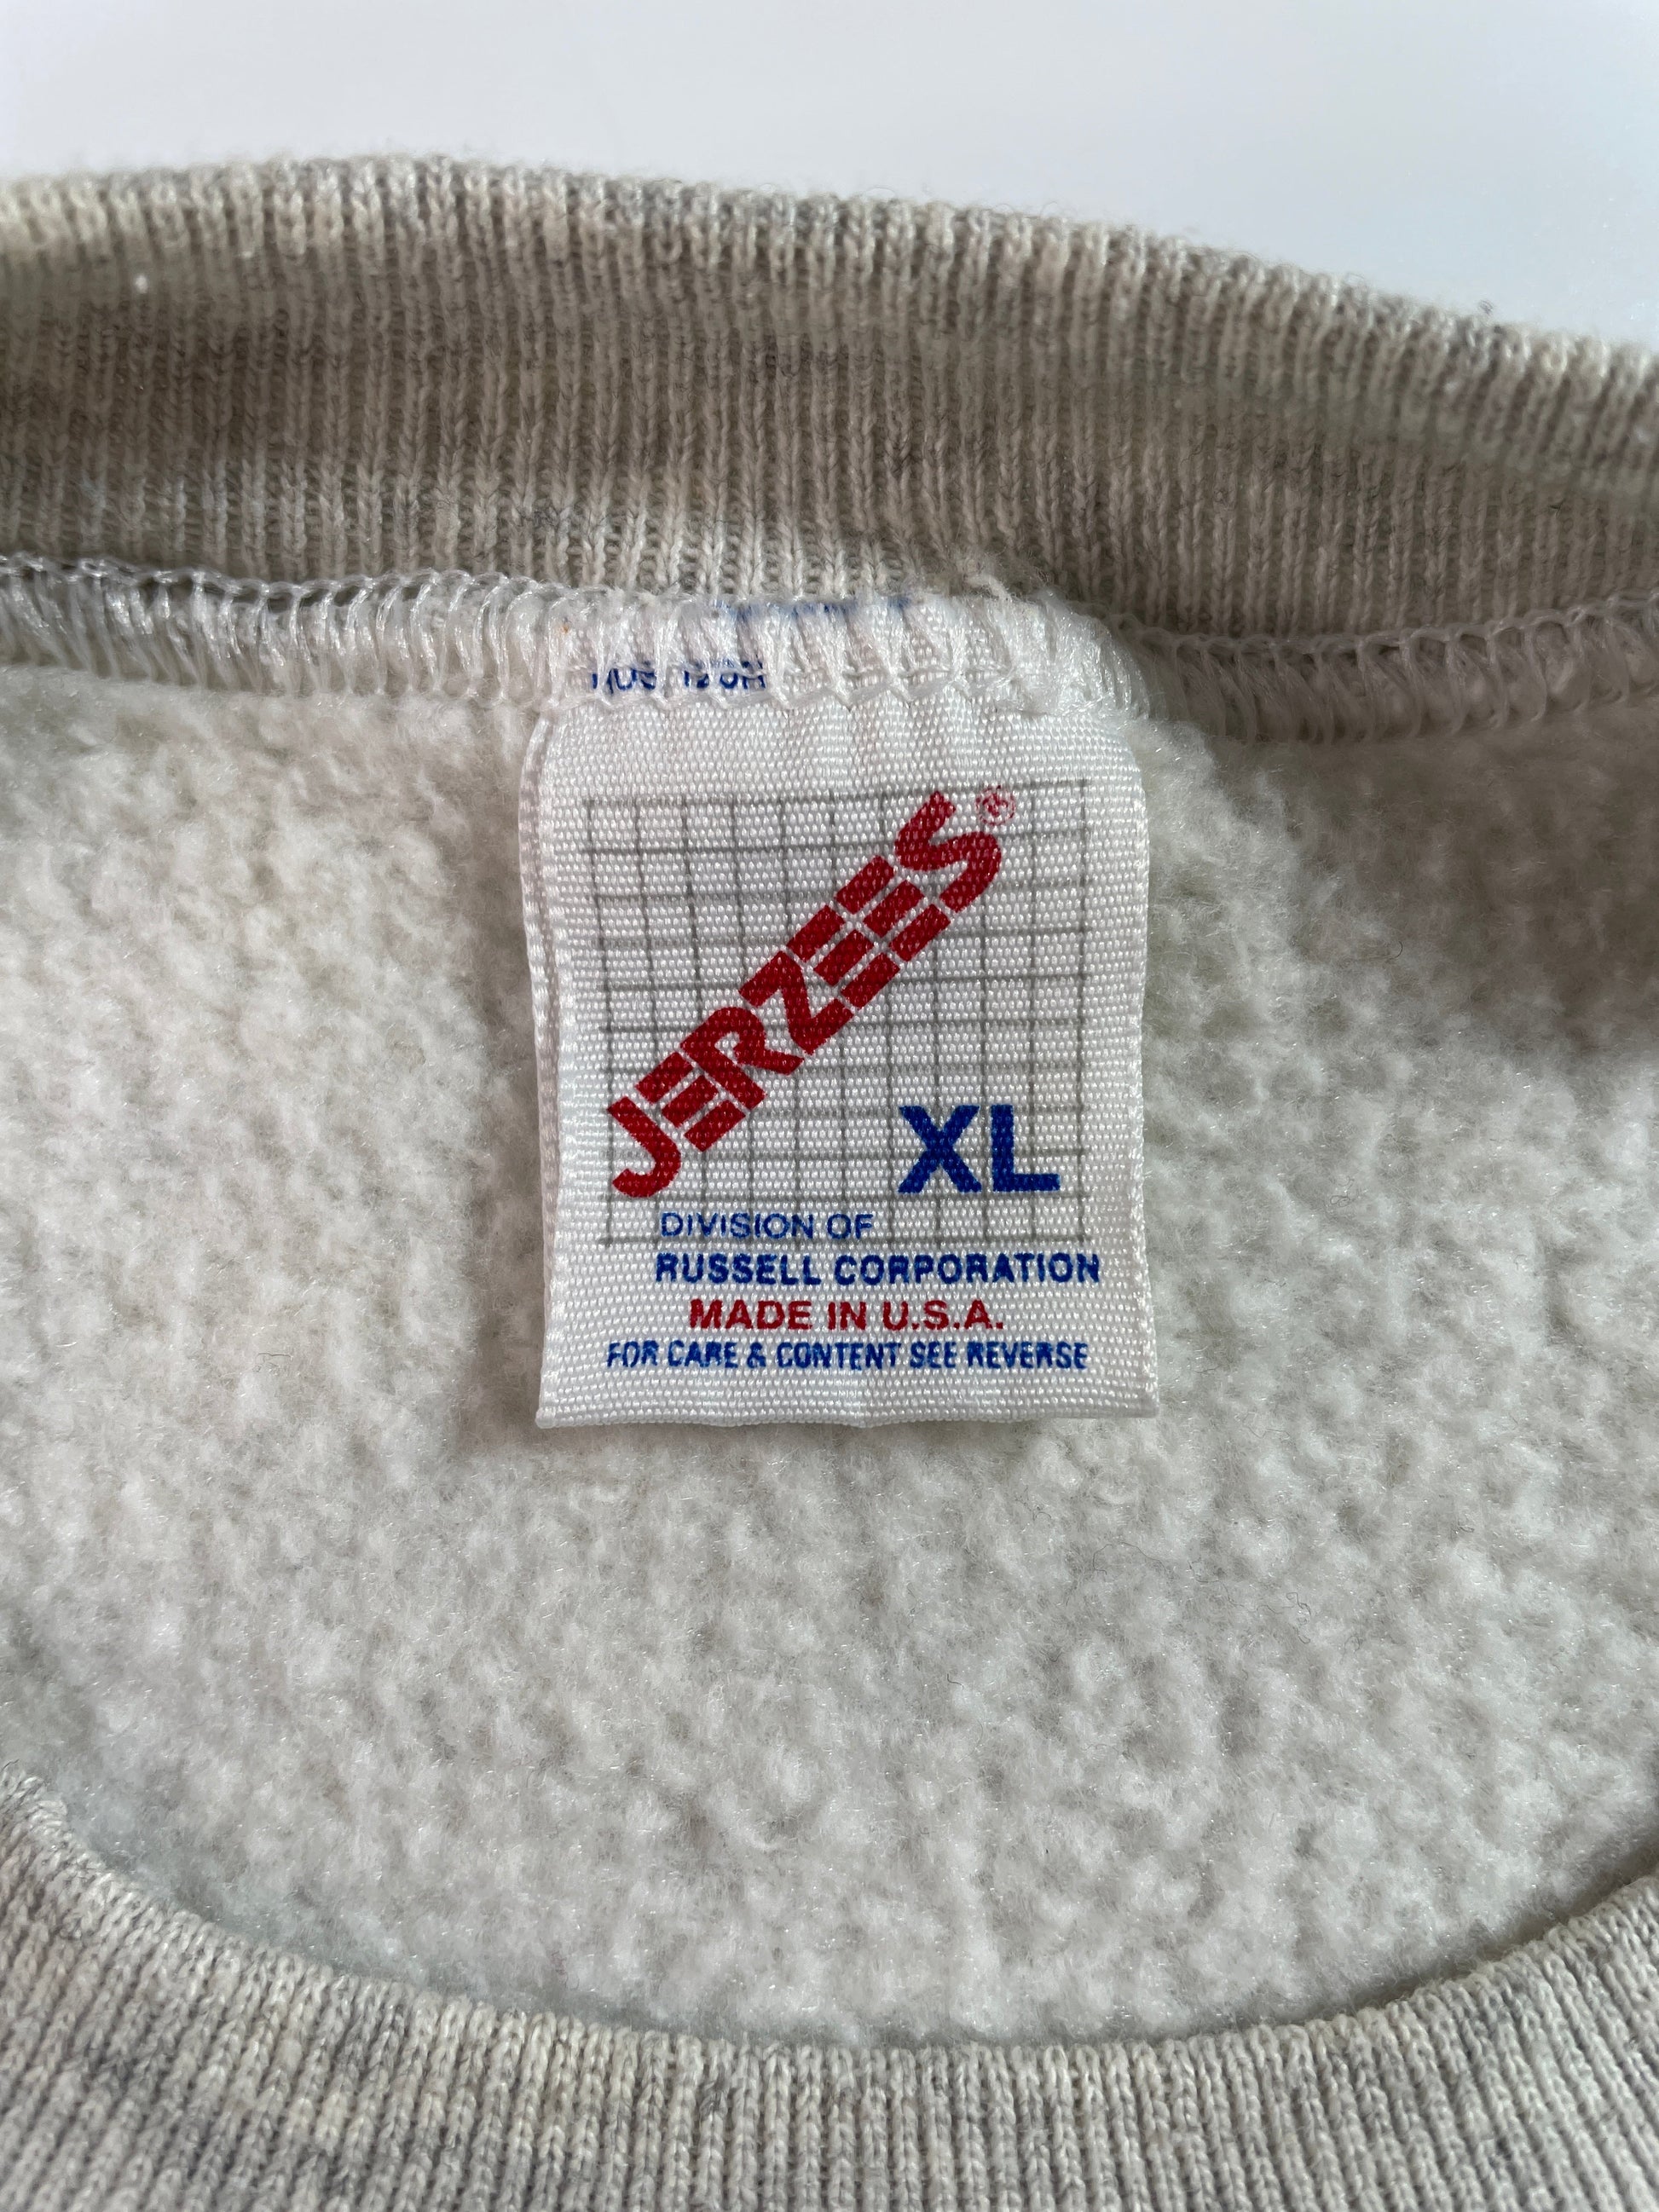 JERZEES®
XL
DIVISION OF
RUSSELL CORPORATION
MADE IN U.S.A.
FOR CARE & CONTENT SEE REVERSE